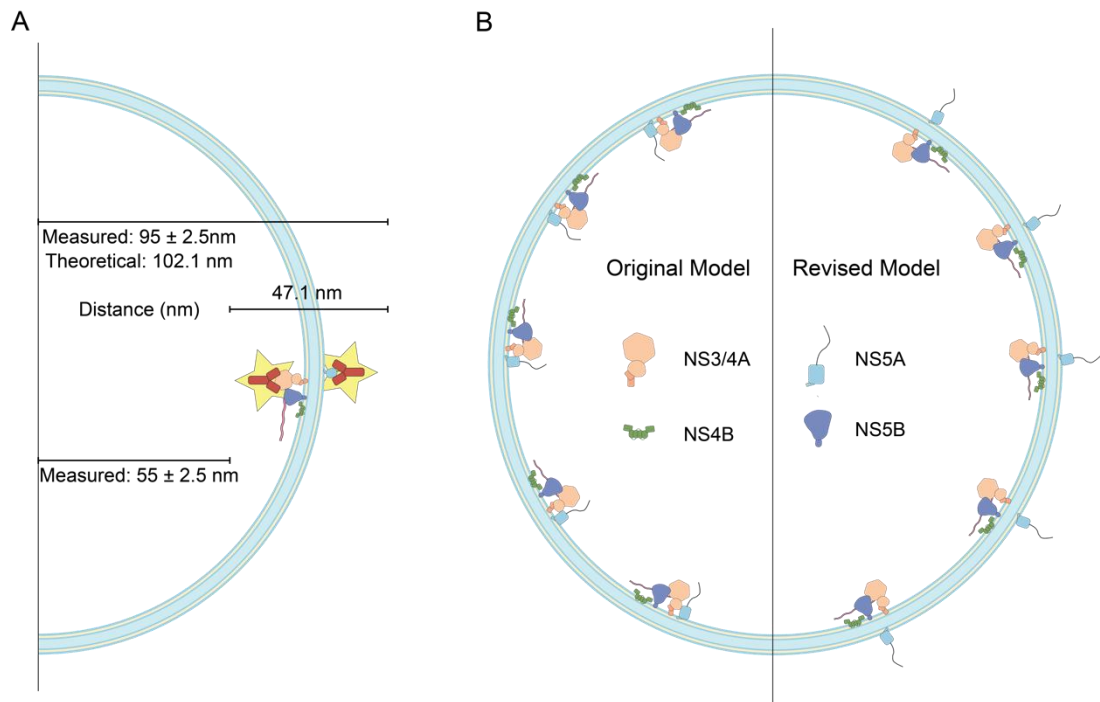 A
B
Measured: 95 ± 2.5nm
Theoretical: 102.1 nm
47.1 nm
Distance (nm)
Measured: 55 ± 2.5 nm
Original Model
Revised Model
NS3/4A
NS5A
NS4B
NS5B